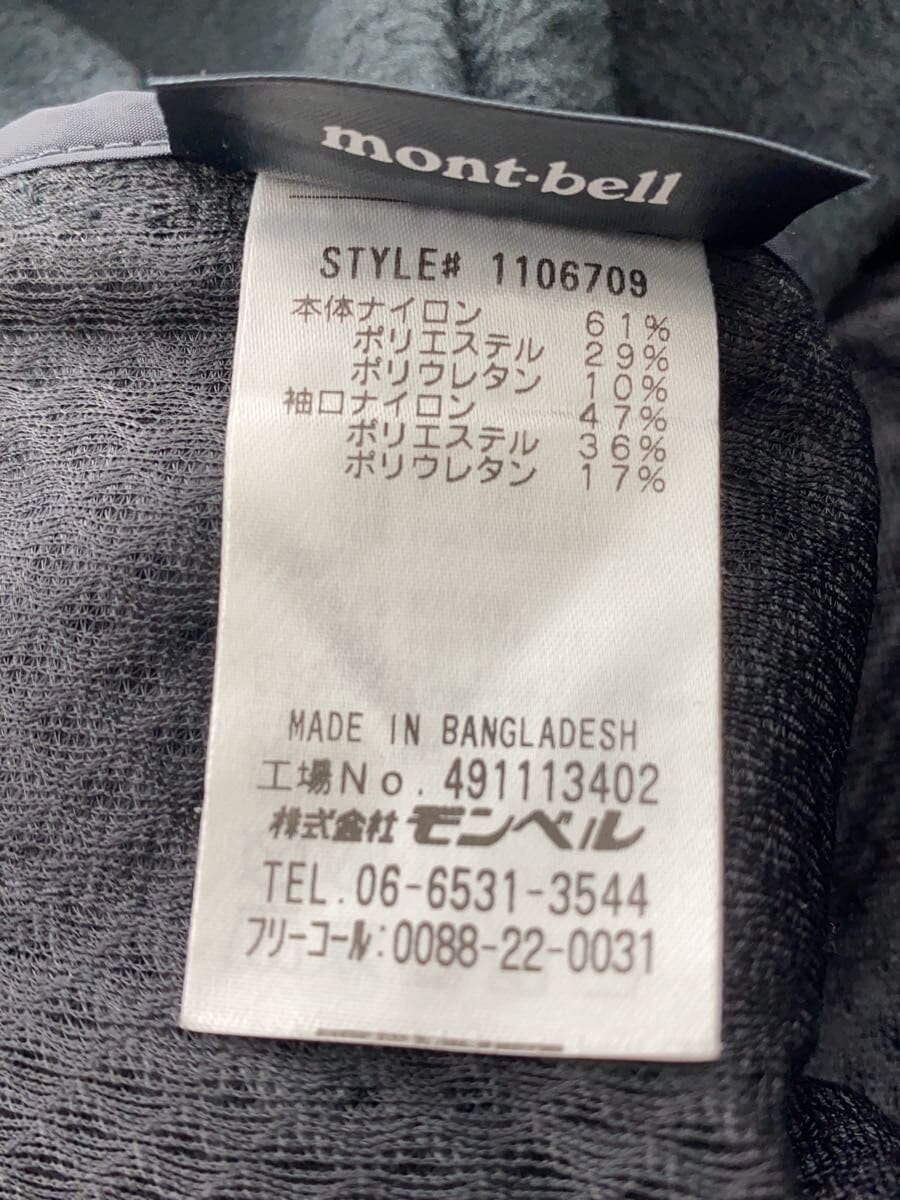 mont-bell
STYLE# 1106709
本体ナイロン 61%
ポリエステル 29%
ポリウレタン 10%
袖口ナイロン 47%
ポリエステル 36%
ポリウレタン 17%
MADE IN BANGLADESH
工場No. 491113402
株式会社 モンベル
TEL.06-6531-3544
フリーコール:0088-22-0031